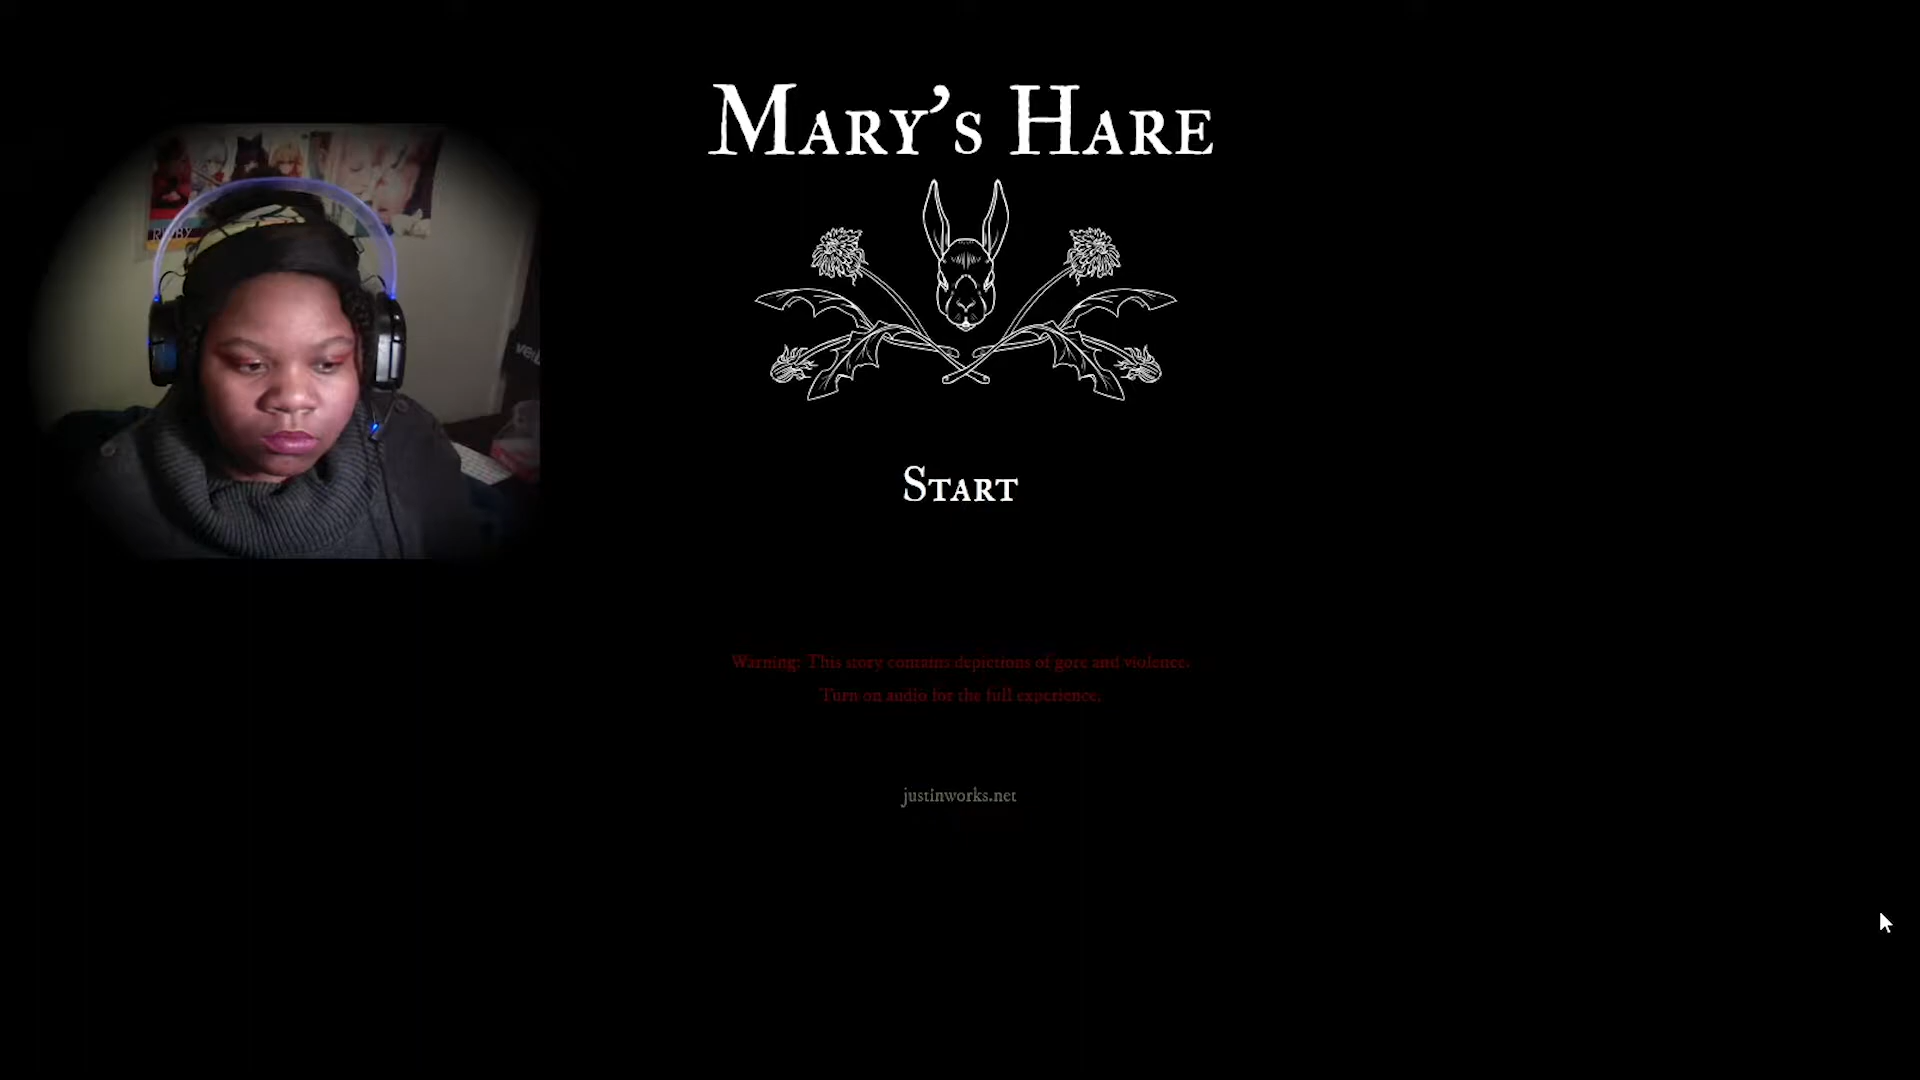 Mary's Hare
RWBY
Start
Warning: This story contains depictions of gore and violence.
Turn on audio for the full experience.
justinworks.net